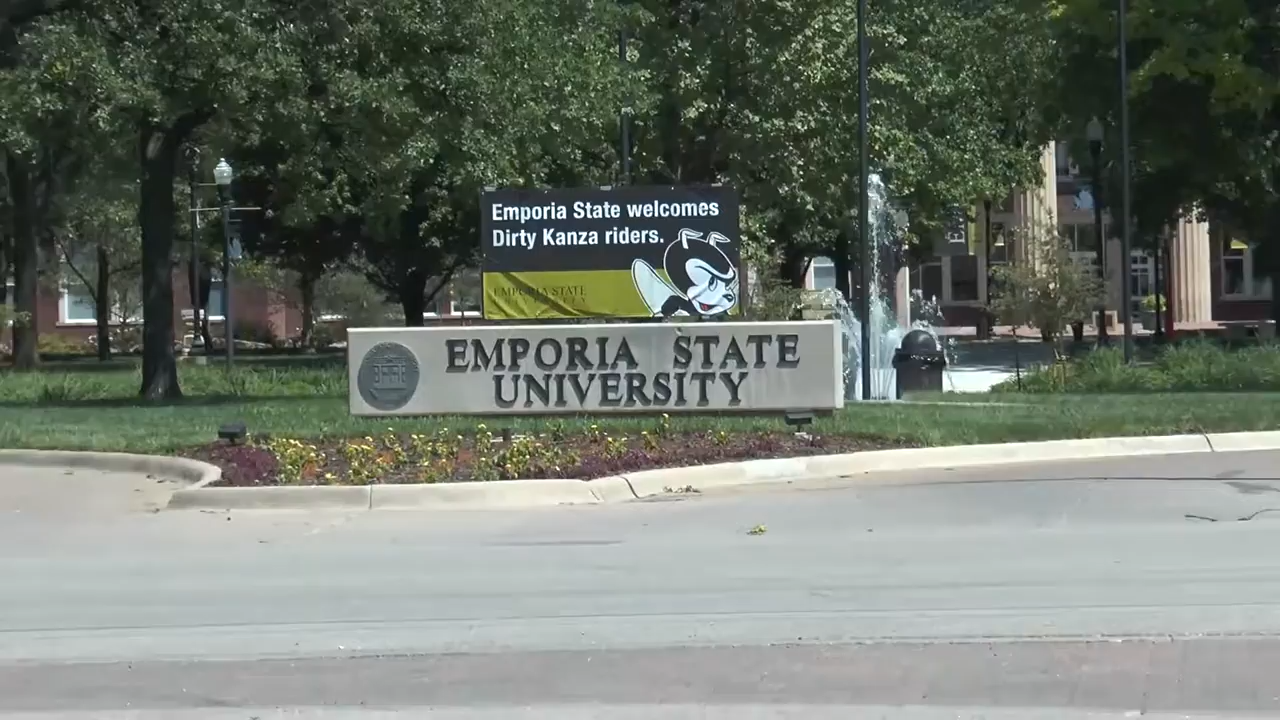 Emporia State welcomes
Dirty Kanza riders.
EMPORIA STATE
EMPORIA STATE
UNIVERSITY